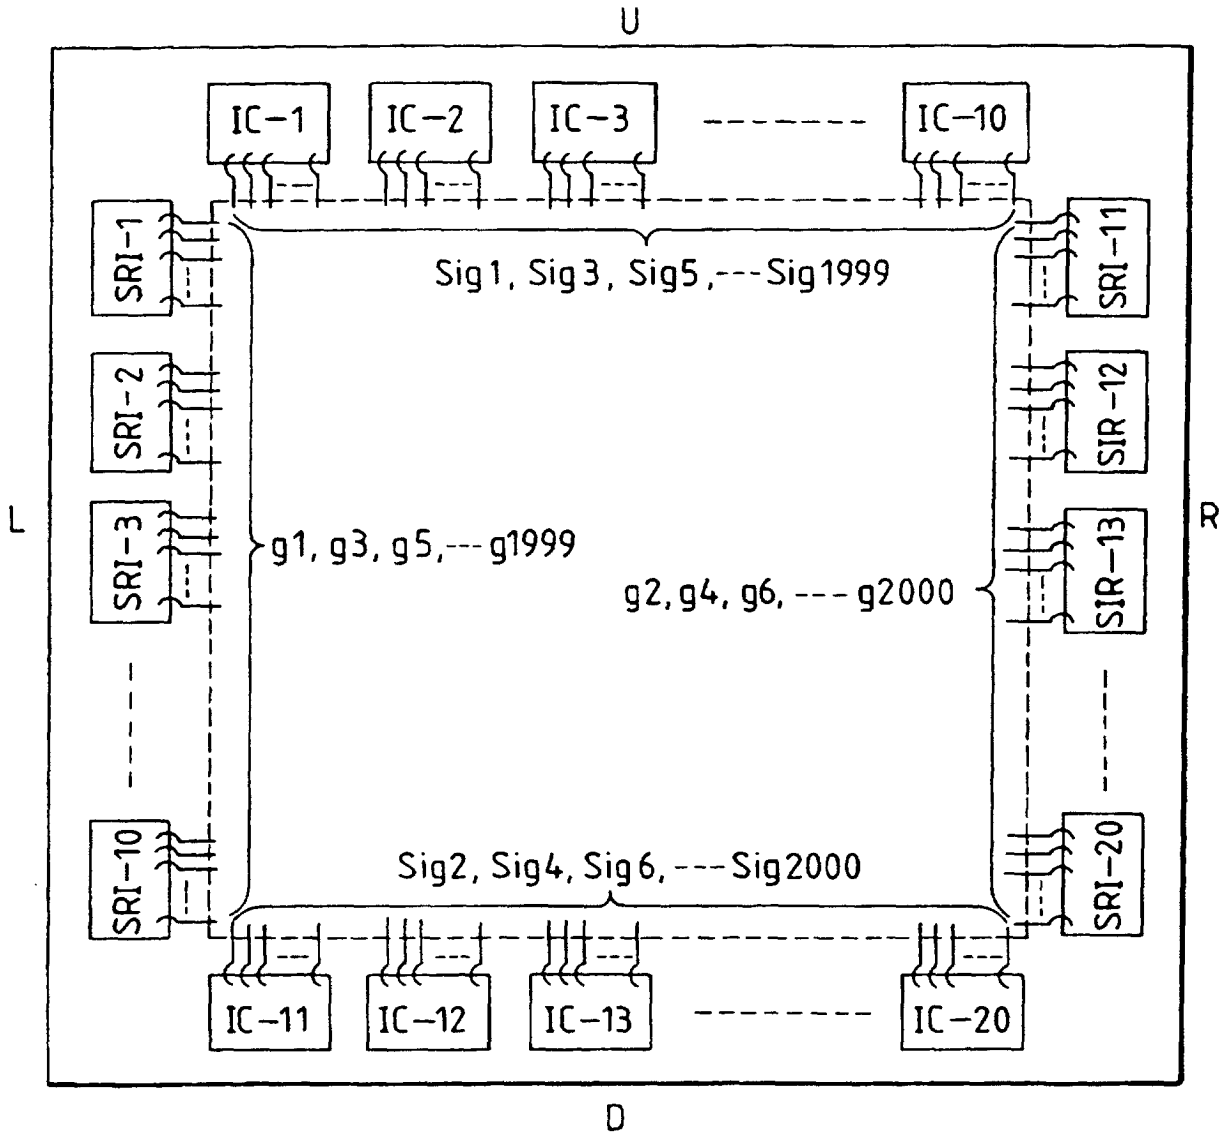 U
IC-1 IC-2 IC-3 IC-10
SRI-1
SRI-11
Sig1, Sig3, Sig5,---Sig1999
SRI-2
SIR-12
L
R
SRI-3
SIR-13
g1, g3, g5,---g1999
g2, g4, g6, ---g2000
SRI-10
SRI-20
Sig2, Sig4, Sig6, ---Sig2000
IC-11 IC-12 IC-13 IC-20
D